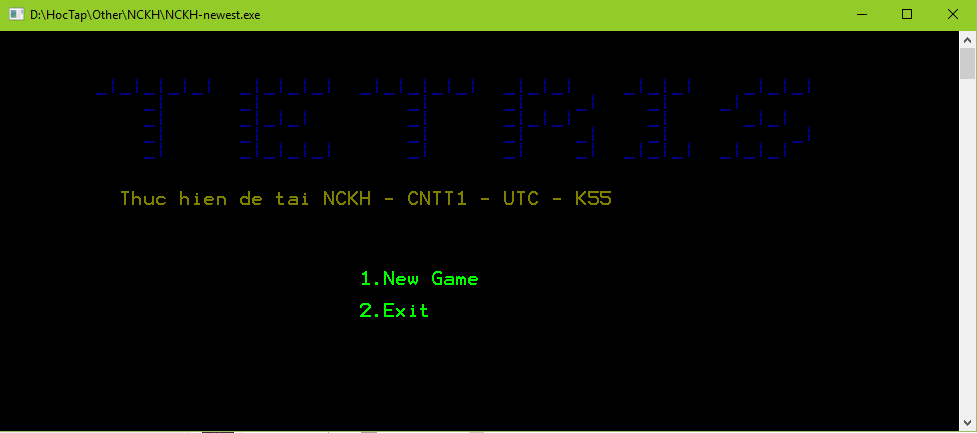 D:\HocTap\Other\NCKH\NCKH-newest.exe
TETRIS
Thuc hien de tai NCKH - CNTT1 - UTC - K55
1.New Game
2.Exit